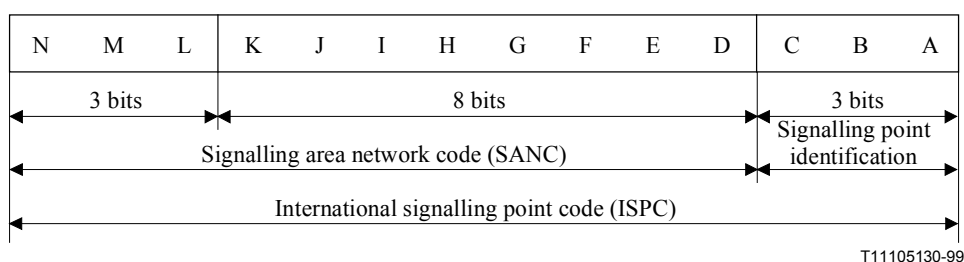 N M L K J I H G F E D C B A
3 bits 8 bits 3 bits
Signalling area network code (SANC)
Signalling point
identification
International signalling point code (ISPC)
T11105130-99